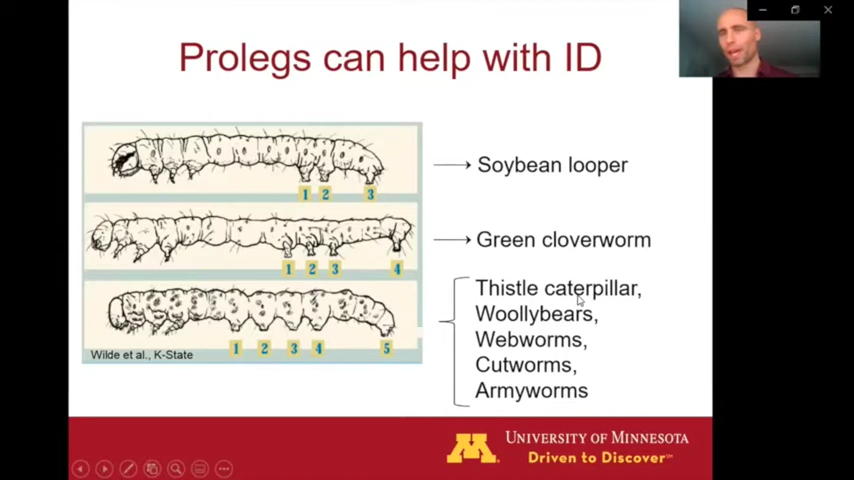 Prolegs can help with ID
1 2 3
Soybean looper
1 2 3 4
Green cloverworm
1 2 3 4 5
Wilde et al., K-State
Thistle caterpillar,
Woollybears,
Webworms,
Cutworms,
Armyworms
M
UNIVERSITY OF MINNESOTA
Driven to Discover℠